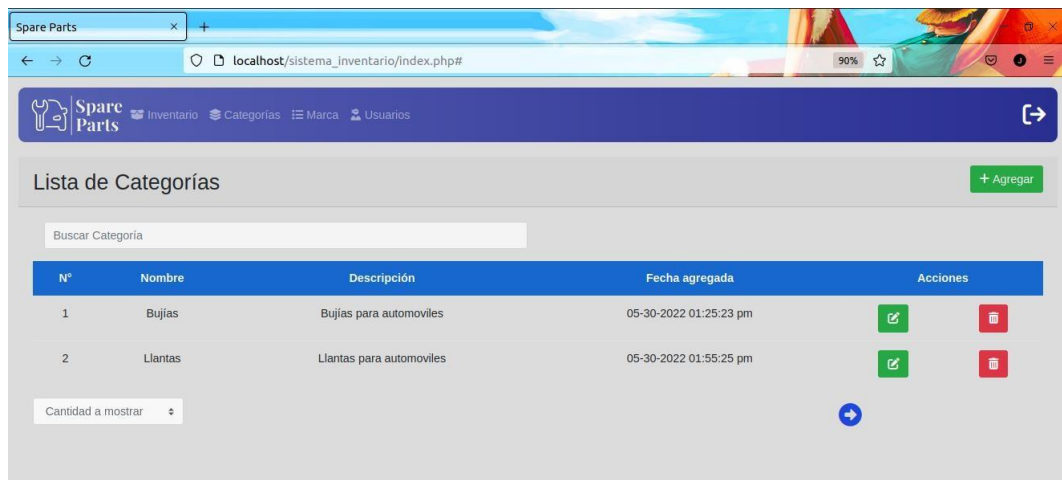 Spare Parts
localhost/sistema_inventario/index.php#
90%
J
Spare
Parts
Inventario Categorías Marca Usuarios
Lista de Categorías
+ Agregar
Buscar Categoría
N° Nombre Descripción Fecha agregada Acciones
1 Bujías Bujías para automoviles 05-30-2022 01:25:23 pm
2 Llantas Llantas para automoviles 05-30-2022 01:55:25 pm
Cantidad a mostrar